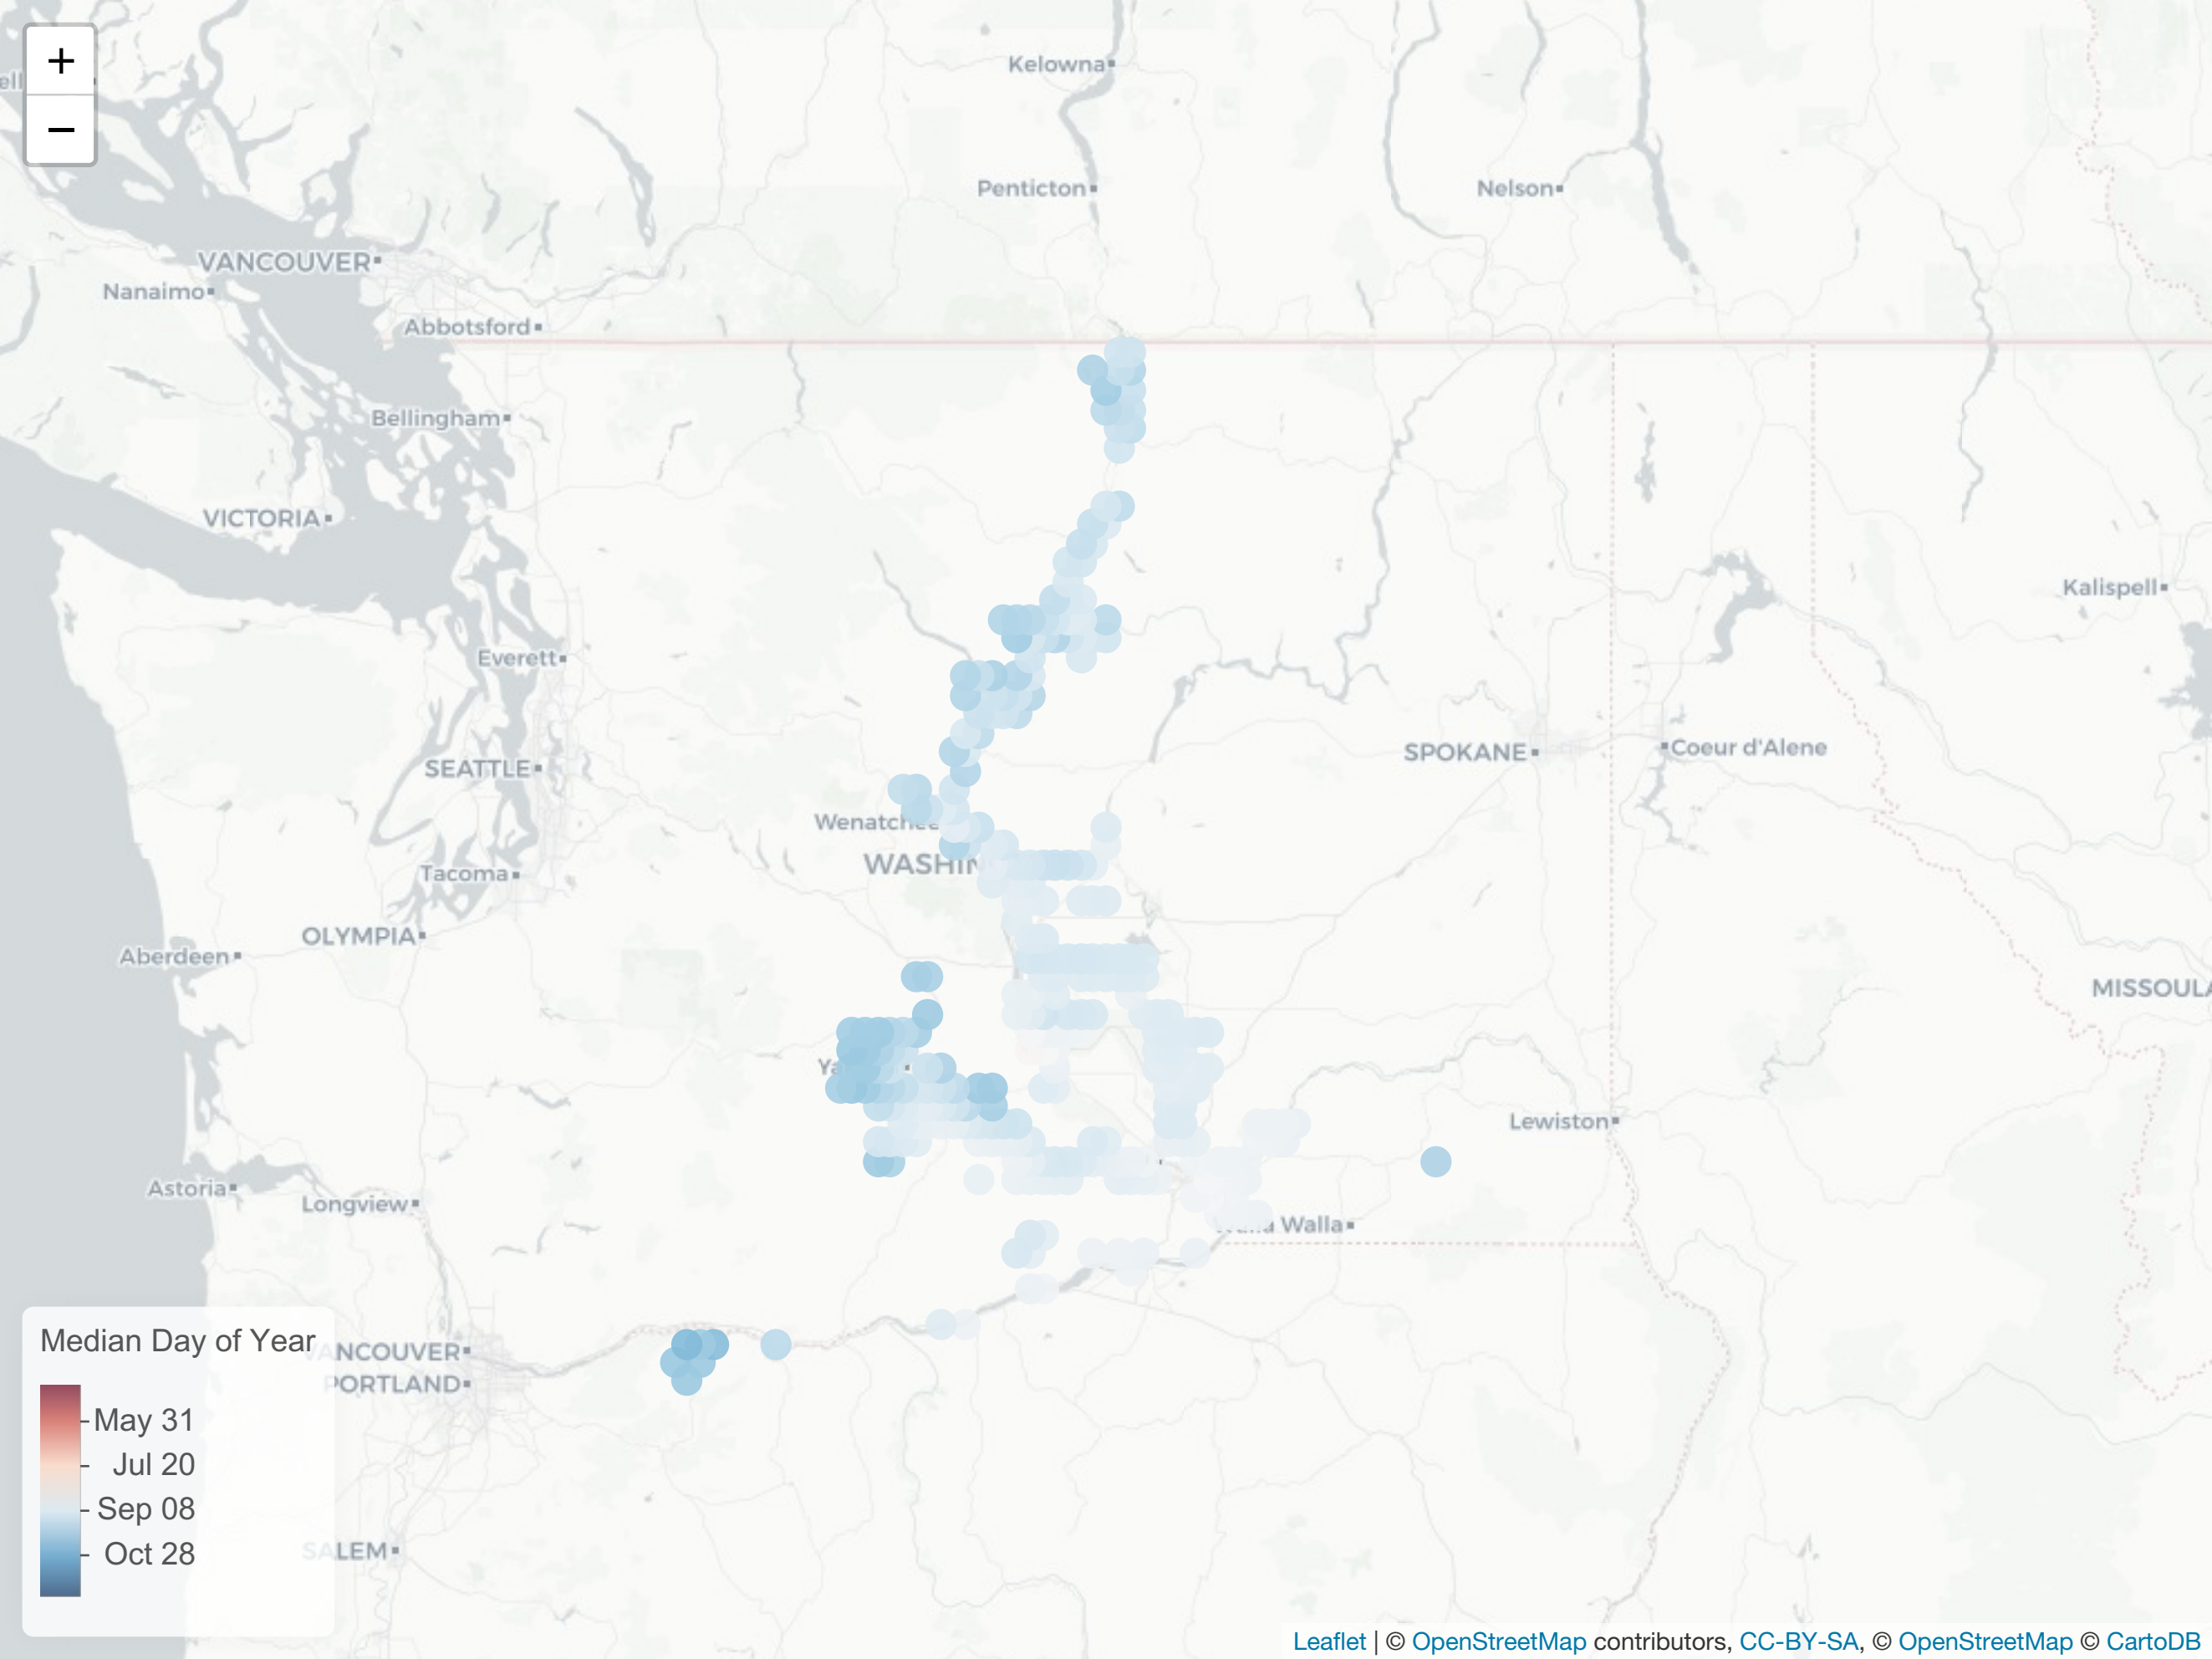 +
−
Kelowna
Penticton
Nelson
VANCOUVER
Nanaimo
Abbotsford
Bellingham
VICTORIA
Kalispell
Everett
SPOKANE
Coeur d'Alene
SEATTLE
Tacoma
OLYMPIA
Aberdeen
MISSOULA
Lewiston
Astoria
Longview
Walla
PORTLAND
Median Day of Year
May 31
Jul 20
Sep 08
Oct 28
SALEM
Leaflet | © OpenStreetMap contributors, CC-BY-SA, © OpenStreetMap © CartoDB